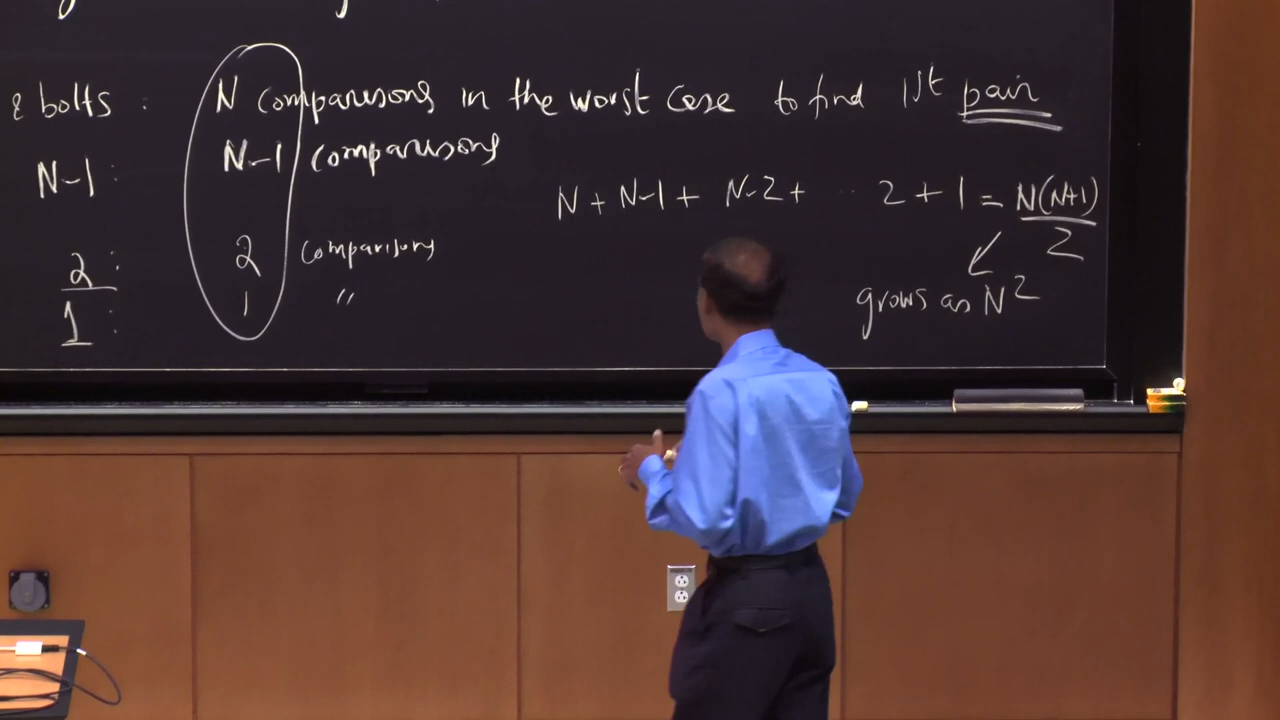 & bolts : N comparisons in the worst case to find 1st pair
N-1: N-1 comparisons
N + N-1 + N-2 + .. 2 + 1 = N(N+1)/2
2: 2 comparisons
grows as N²
1: 1 "